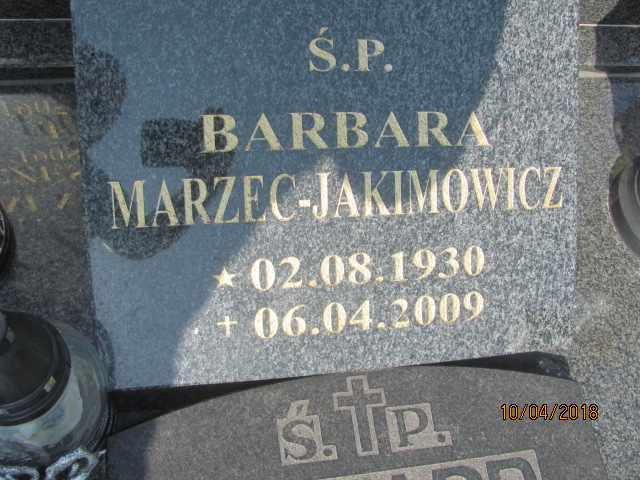 Ś.P.
BARBARA
MARZEC-JAKIMOWICZ
★ 02.08.1930
+ 06.04.2009
Ś.P.
10/04/2018